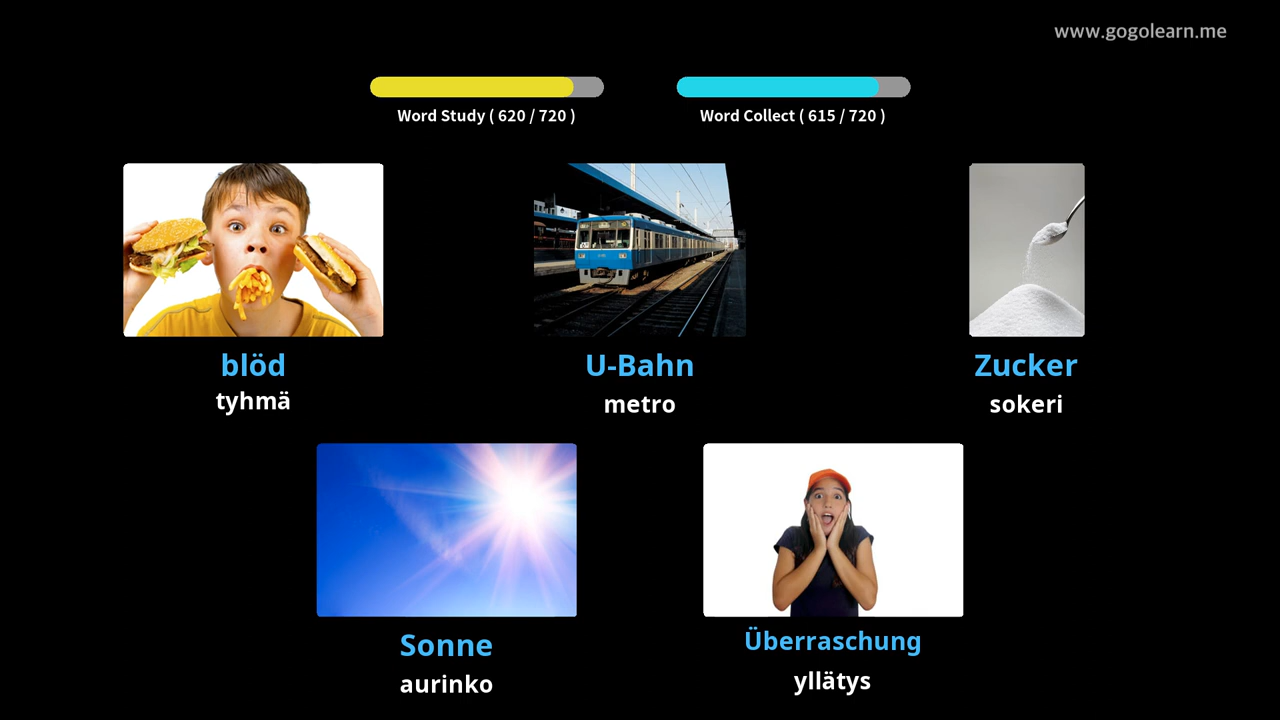 www.gogolearn.me
Word Study ( 620 / 720 )
Word Collect ( 615 / 720 )
blöd
tyhmä
U-Bahn
metro
Zucker
sokeri
Sonne
aurinko
Überraschung
yllätys